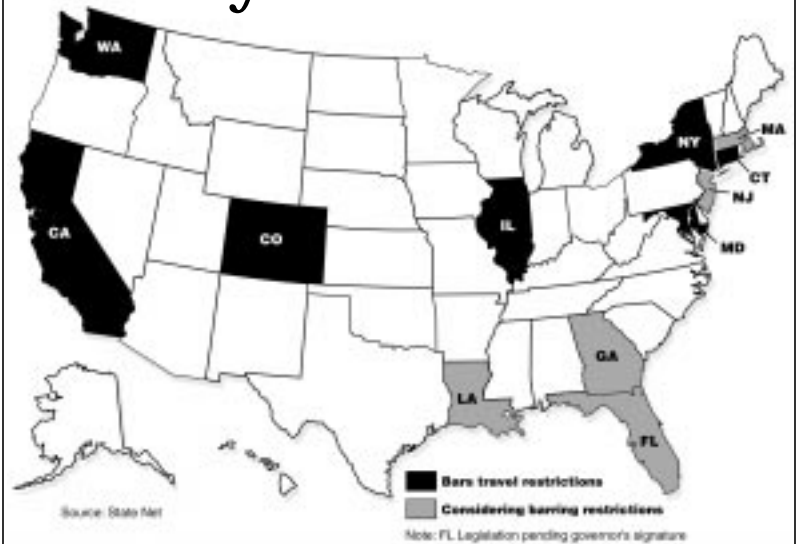 y
WA
MA
NY
CT
NJ
IL
CO
CA
MD
GA
LA
FL
Bars travel restrictions
Considering barring restrictions
Source: State Net
Note: FL Legislation pending governor's signature